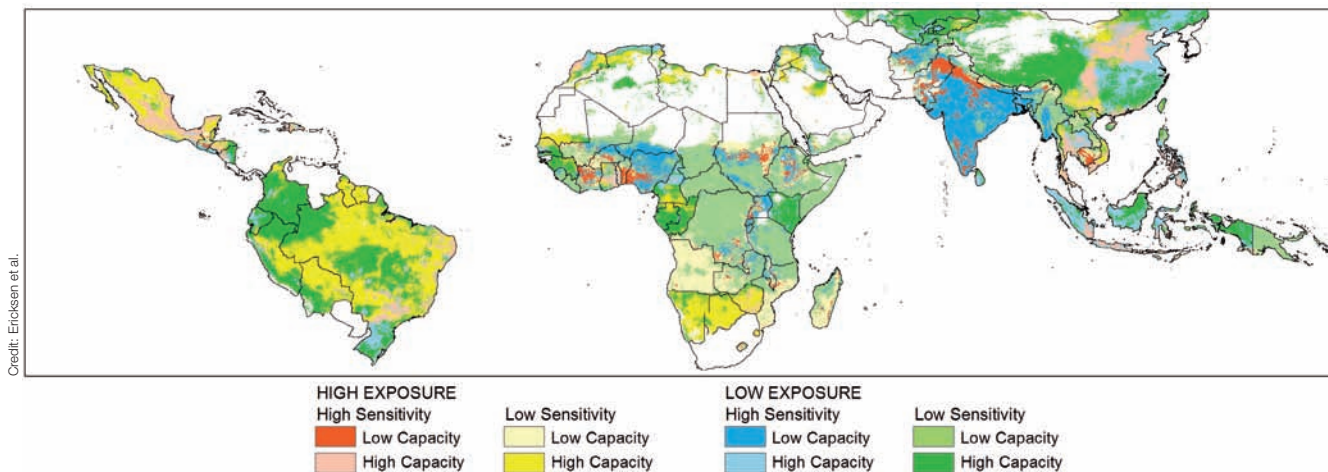 Credit: Ericksen et al.
HIGH EXPOSURE
LOW EXPOSURE
High Sensitivity
Low Sensitivity
High Sensitivity
Low Sensitivity
Low Capacity
Low Capacity
Low Capacity
Low Capacity
High Capacity
High Capacity
High Capacity
High Capacity